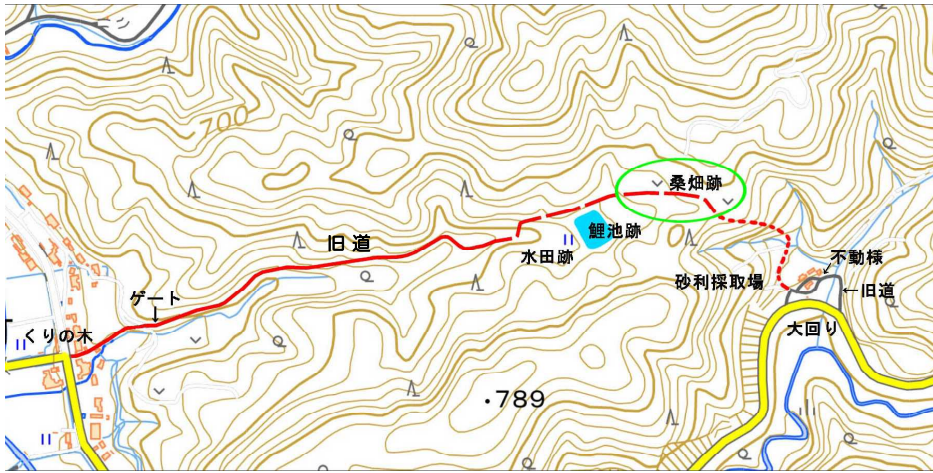 700
桑畑跡
旧道
水田跡
鯉池跡
砂利採取場
不動様
←旧道
大回り
ゲート
↓
くりの木
・789